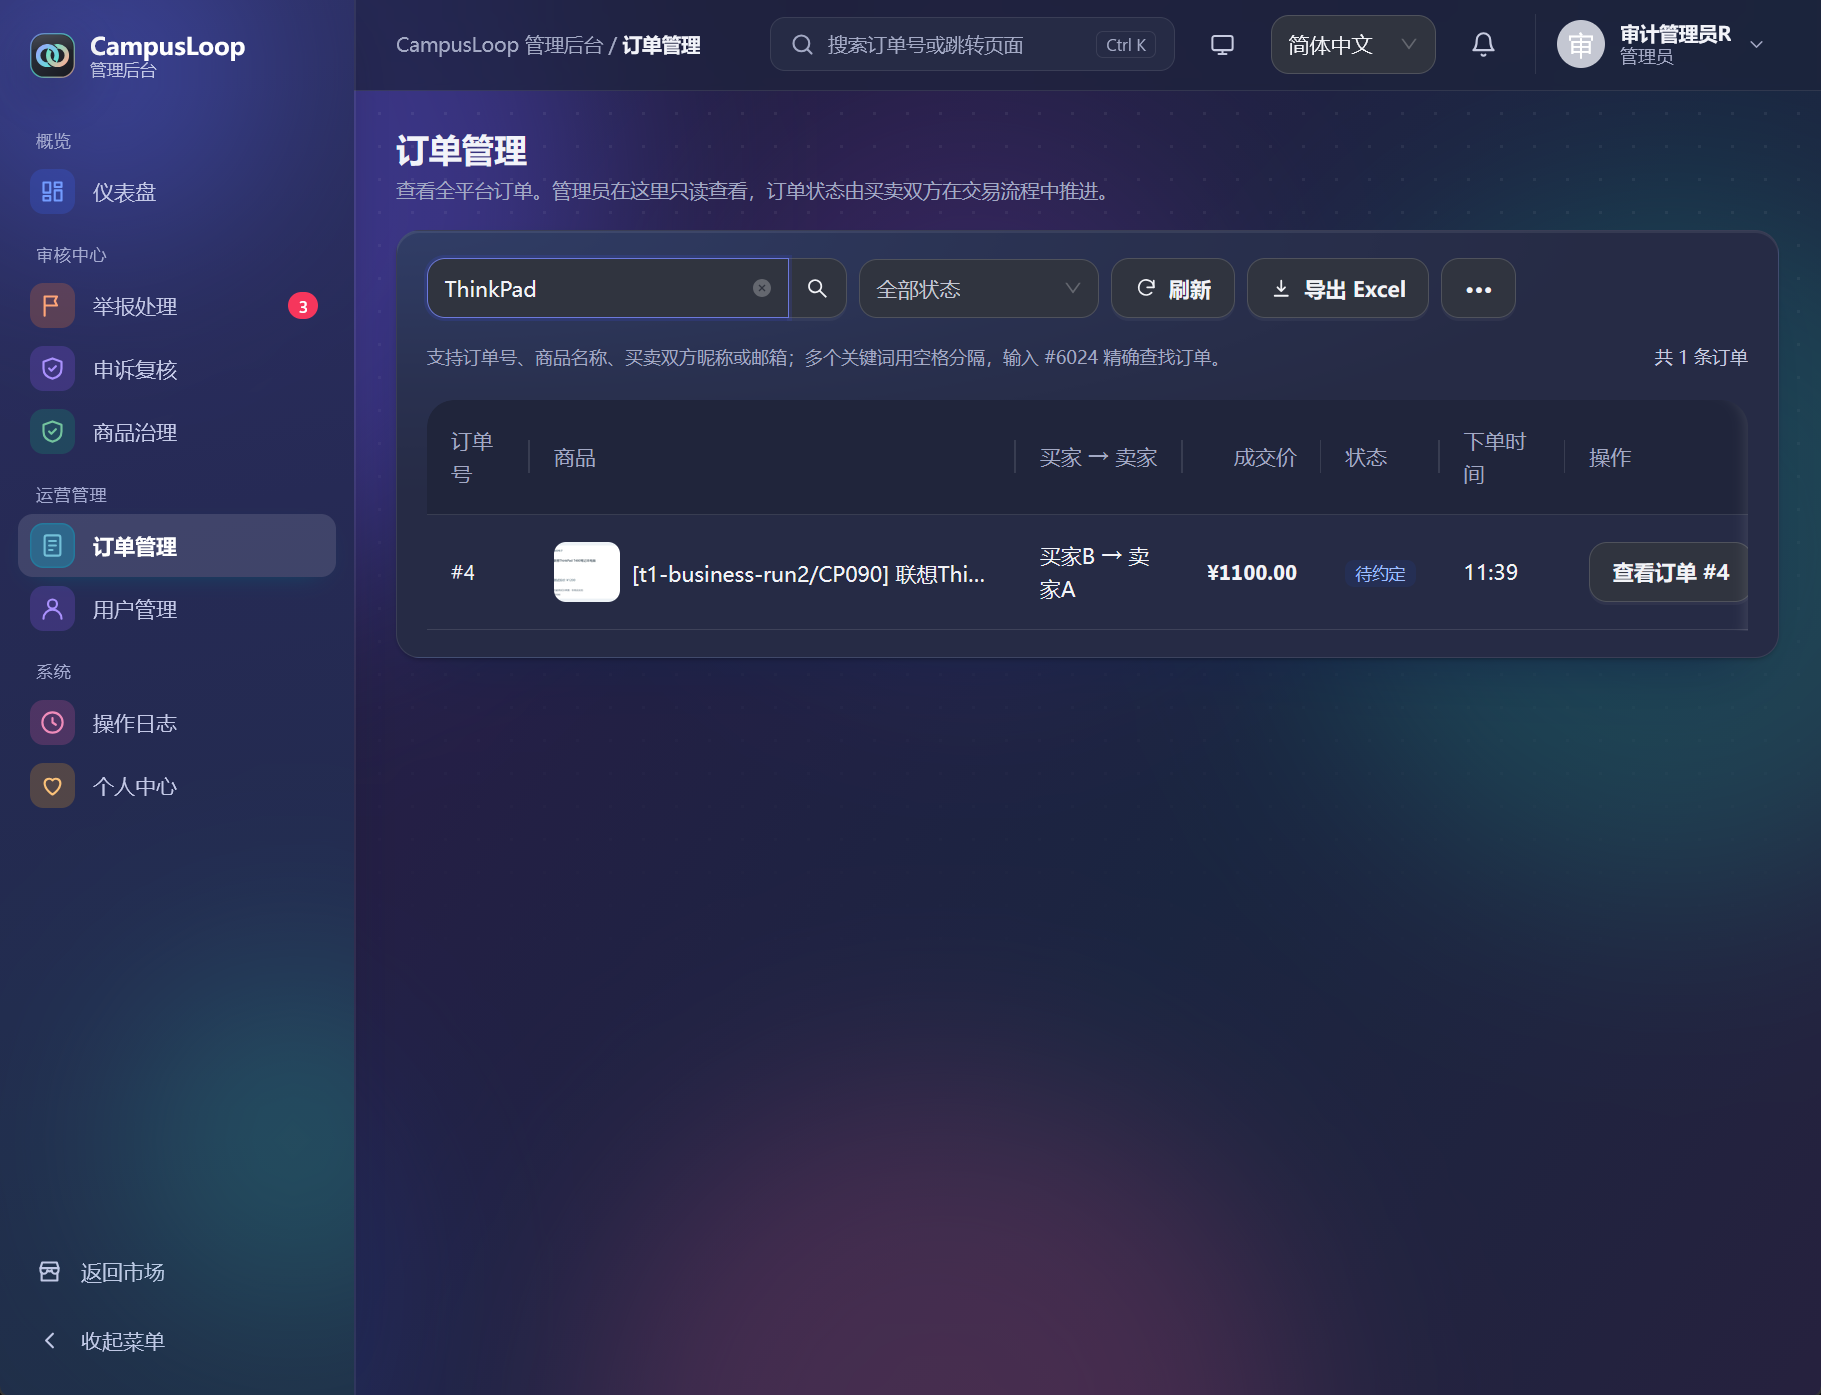 CampusLoop
管理后台
概览
仪表盘
审核中心
举报处理
3
申诉复核
商品治理
运营管理
订单管理
用户管理
系统
操作日志
个人中心
返回市场
收起菜单
CampusLoop 管理后台 / 订单管理
搜索订单号或跳转页面
Ctrl K
简体中文
审
审计管理员R
管理员
订单管理
查看全平台订单。管理员在这里只读查看，订单状态由买卖双方在交易流程中推进。
ThinkPad
全部状态
刷新
导出 Excel
支持订单号、商品名称、买卖双方昵称或邮箱；多个关键词用空格分隔，输入 #6024 精确查找订单。
共 1 条订单
订单
号
商品
买家 → 卖家
成交价
状态
下单时
间
操作
#4
[t1-business-run2/CP090] 联想Thi...
买家B → 卖
家A
¥1100.00
待约定
11:39
查看订单 #4